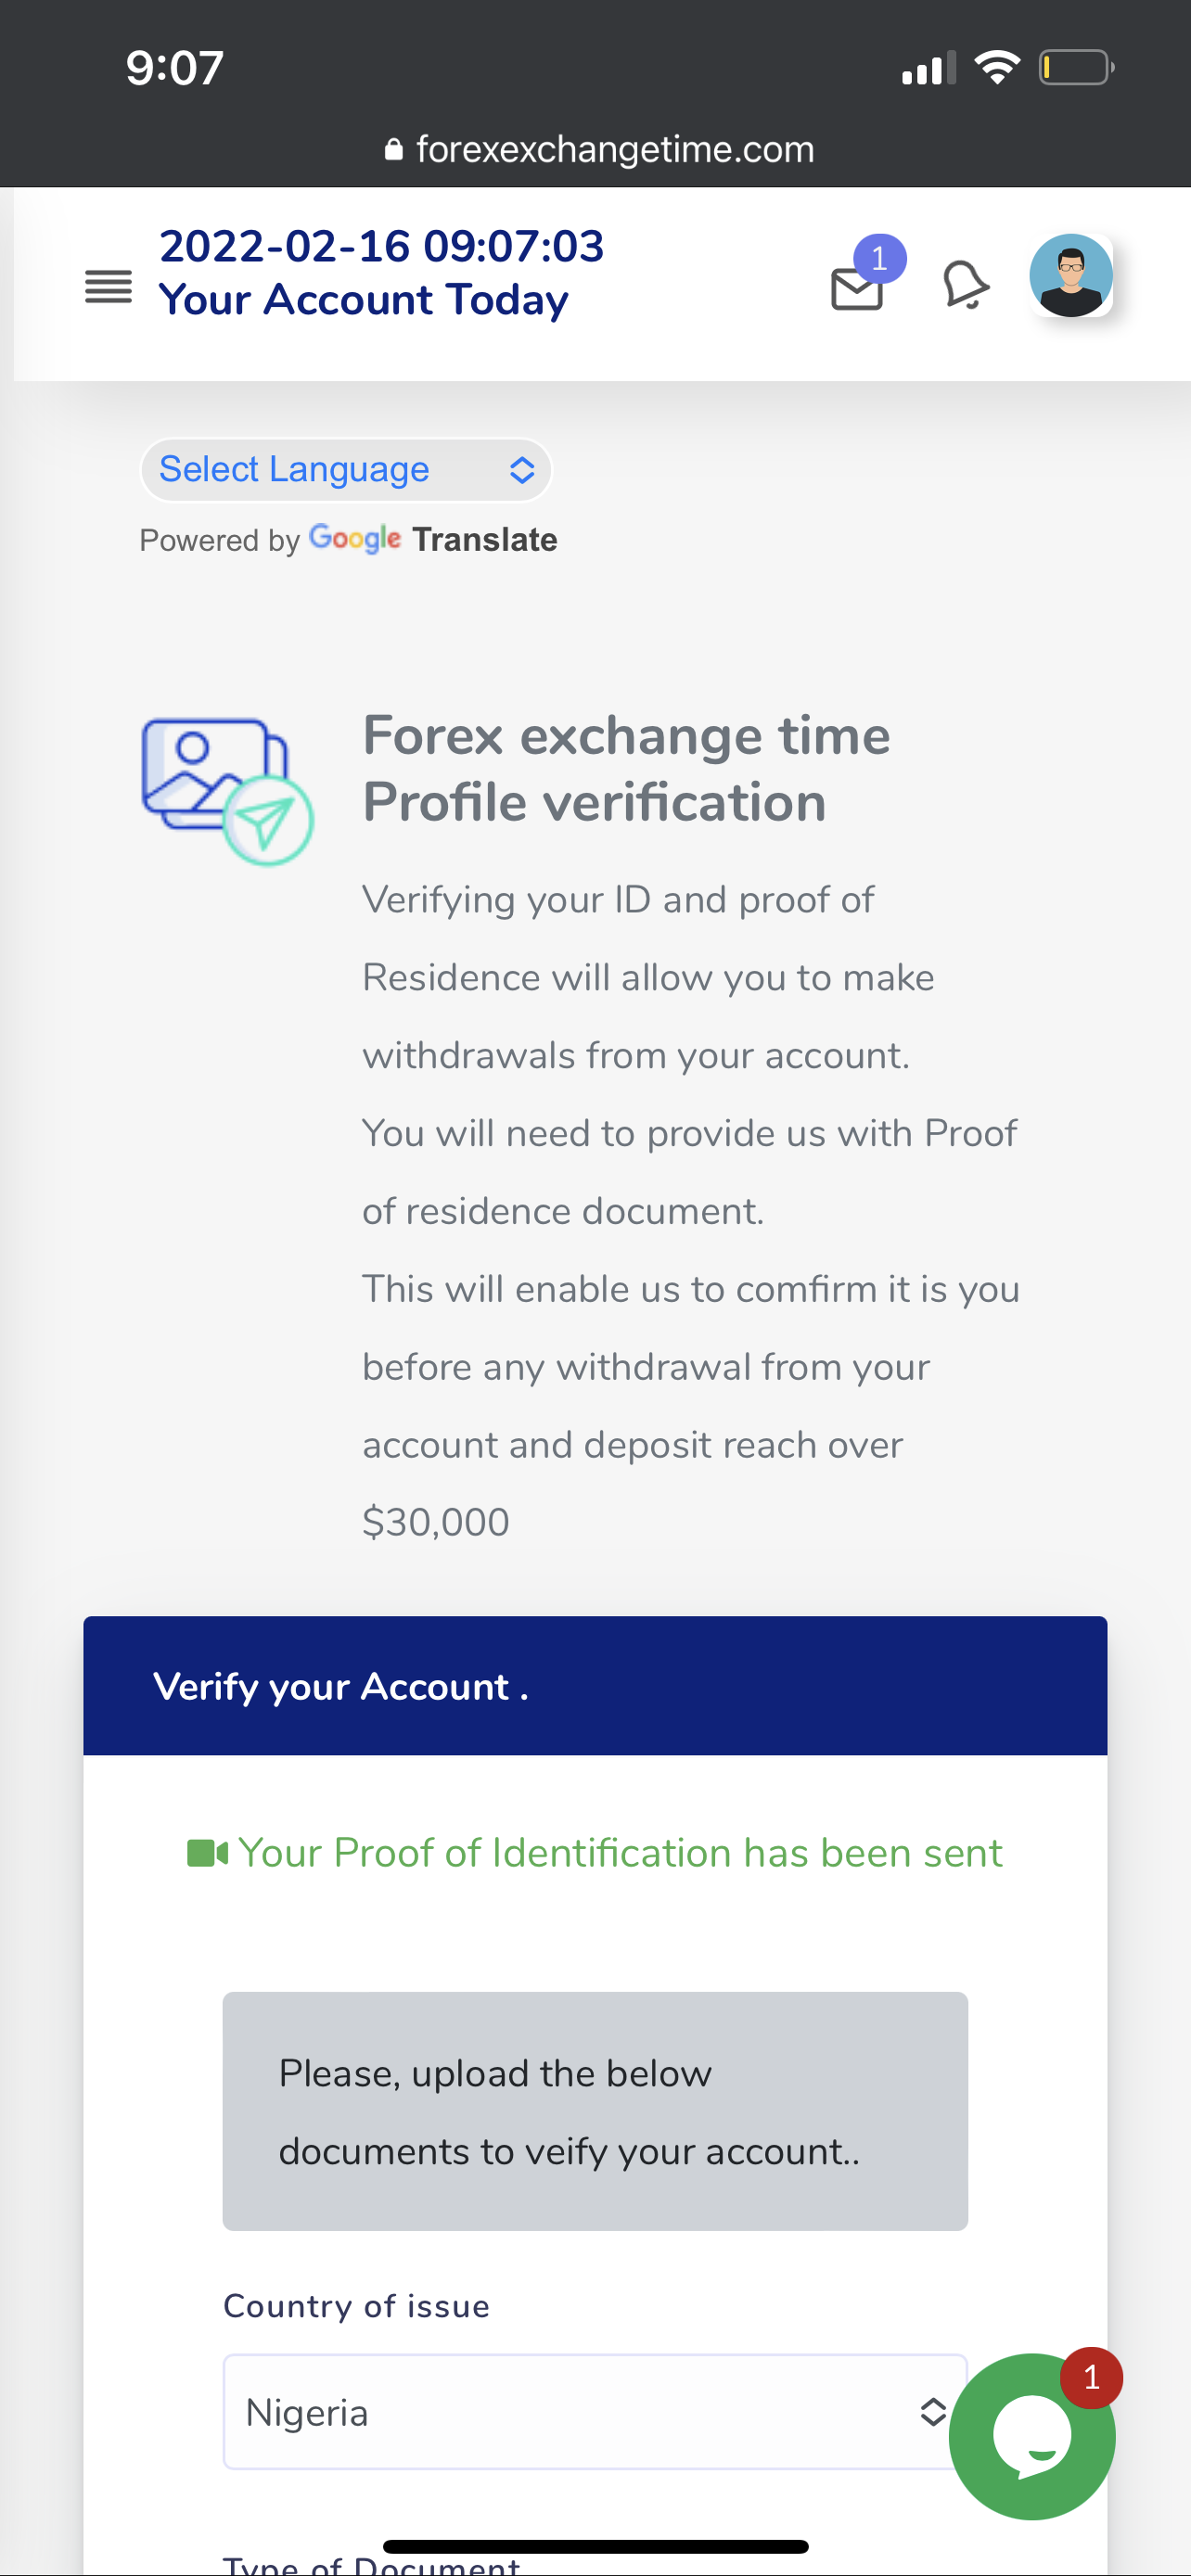 9:07
forexexchangetime.com
2022-02-16 09:07:03
Your Account Today
1
Select Language
Powered by Google Translate
Forex exchange time
Profile verification
Verifying your ID and proof of
Residence will allow you to make
withdrawals from your account.
You will need to provide us with Proof
of residence document.
This will enable us to comfirm it is you
before any withdrawal from your
account and deposit reach over
$30,000
Verify your Account .
Your Proof of Identification has been sent
Please, upload the below
documents to veify your account..
Country of issue
Nigeria
1
Type of Document